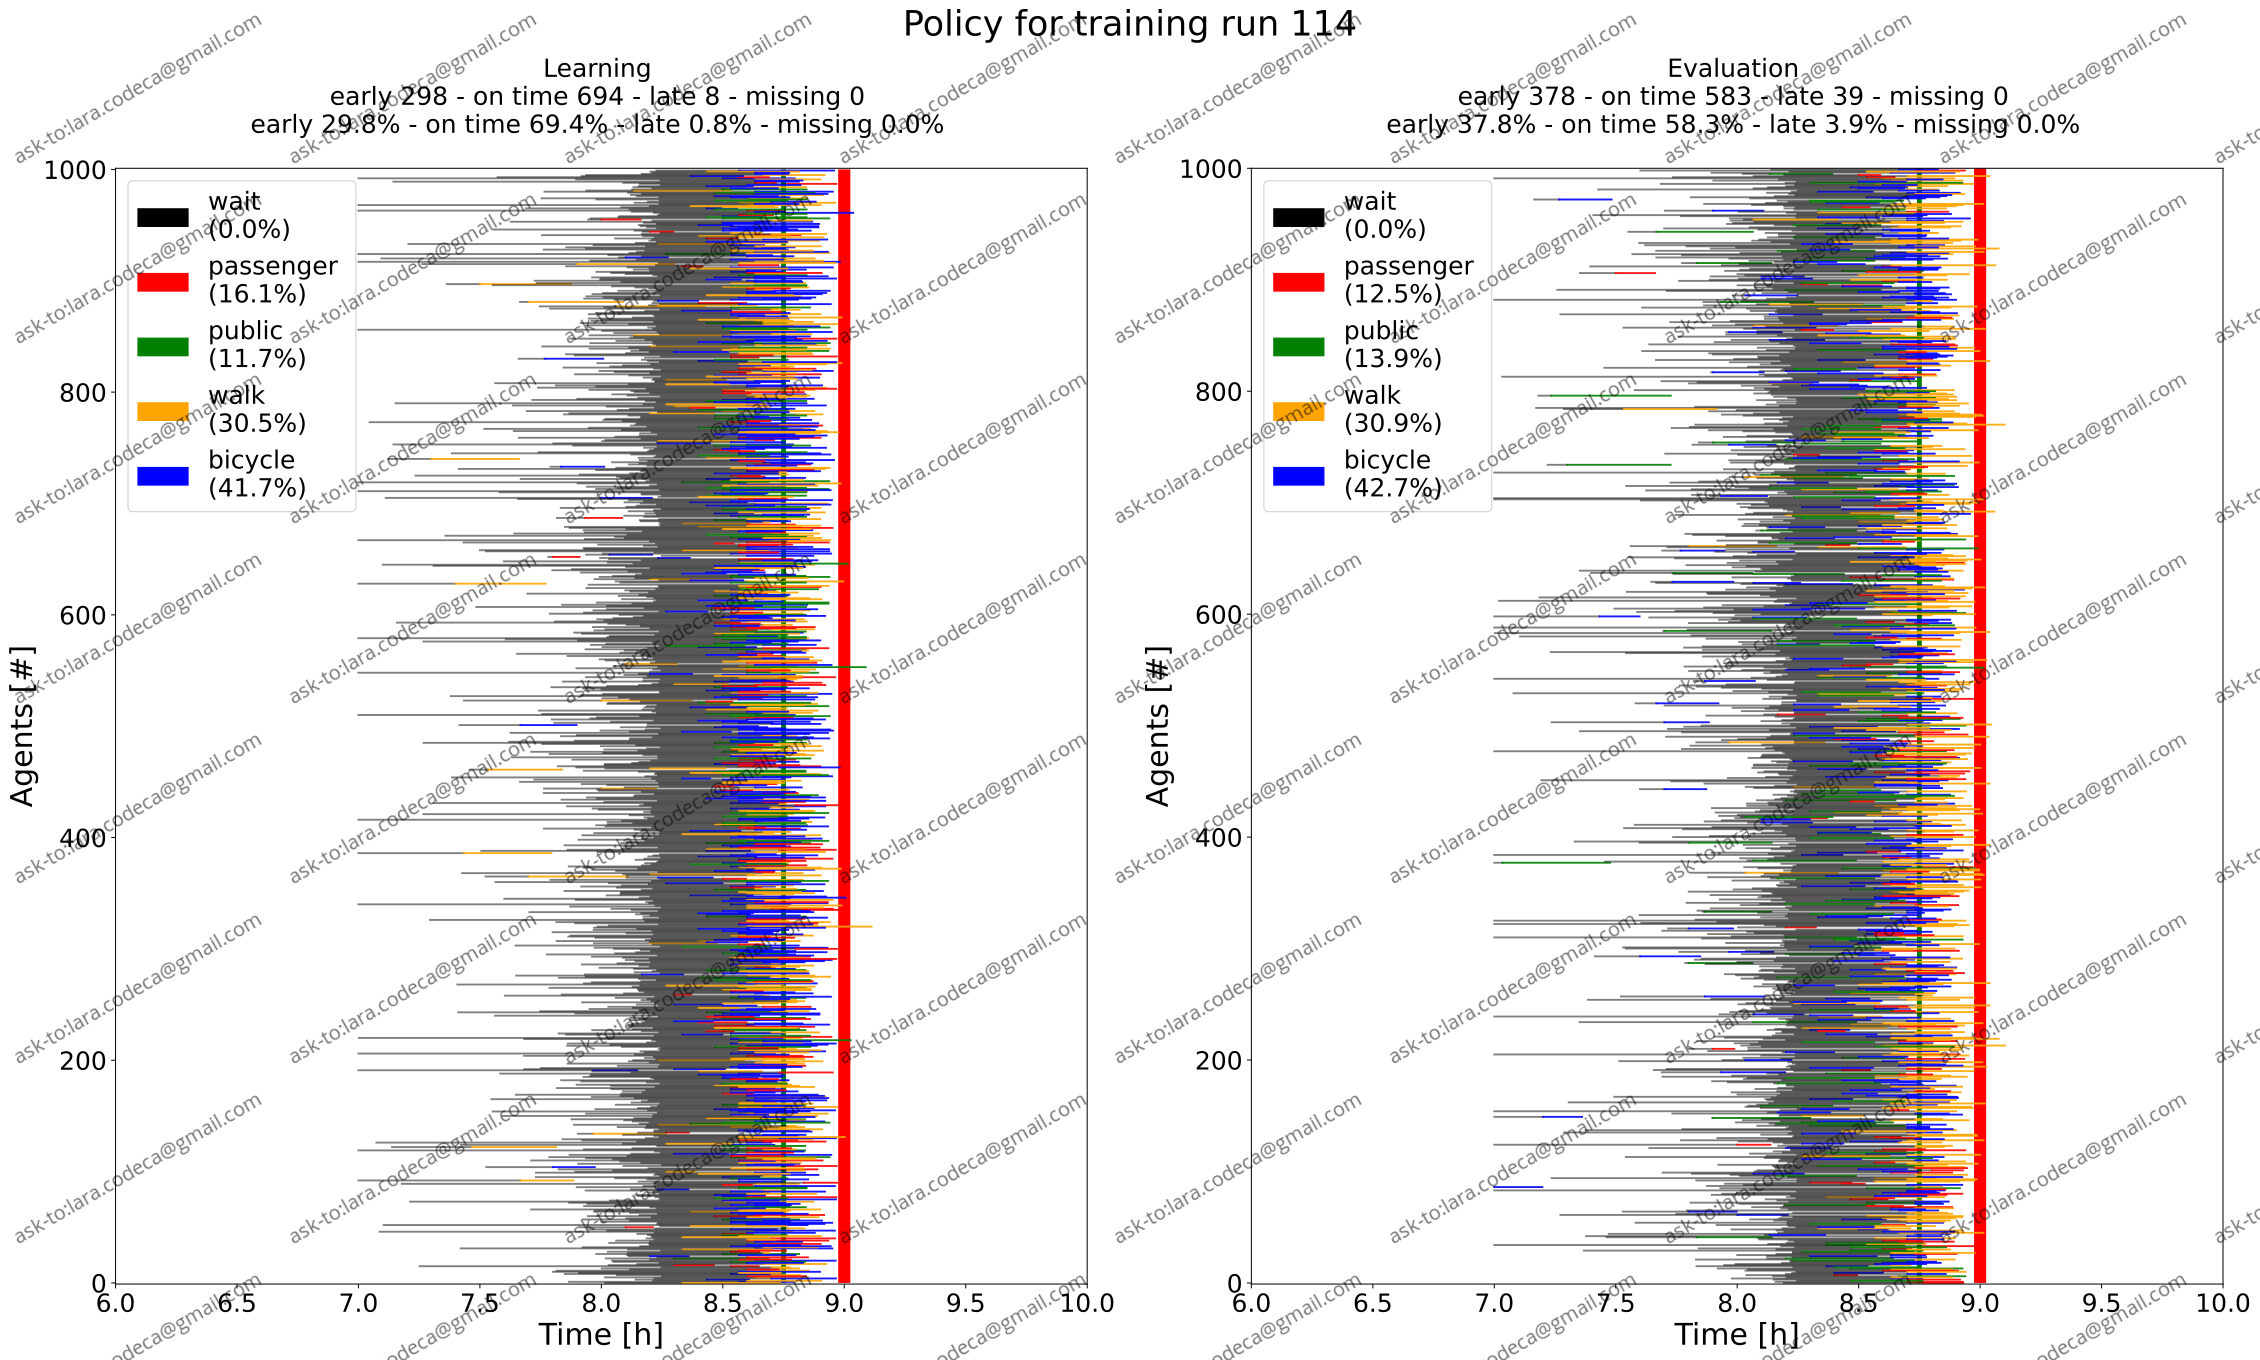 Policy for training run 114
Learning
early 298 - on time 694 - late 8 - missing 0
early 29.8% - on time 69.4% - late 0.8% - missing 0.0%
1000
800
600
400
200
0
Agents [#]
wait
(0.0%)
passenger
(16.1%)
public
(11.7%)
walk
(30.5%)
bicycle
(41.7%)
6.0 6.5 7.0 7.5 8.0 8.5 9.0 9.5 10.0
Time [h]
Evaluation
early 378 - on time 583 - late 39 - missing 0
early 37.8% - on time 58.3% - late 3.9% - missing 0.0%
1000
800
600
400
200
0
Agents [#]
wait
(0.0%)
passenger
(12.5%)
public
(13.9%)
walk
(30.9%)
bicycle
(42.7%)
6.0 6.5 7.0 7.5 8.0 8.5 9.0 9.5 10.0
Time [h]
ask-to:lara.codeca@gmail.com